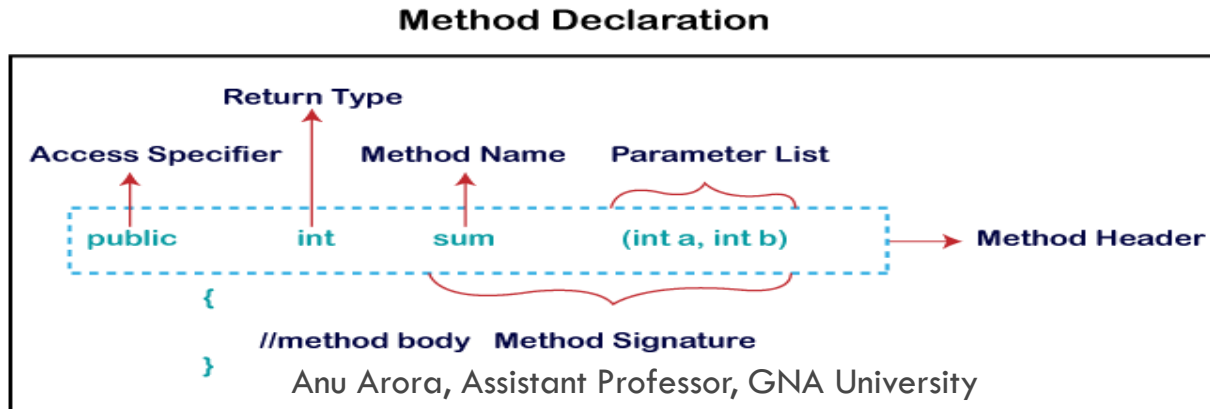 Method Declaration
Return Type
Access Specifier Method Name Parameter List
public int sum (int a, int b) Method Header
{
//method body Method Signature
}
Anu Arora, Assistant Professor, GNA University